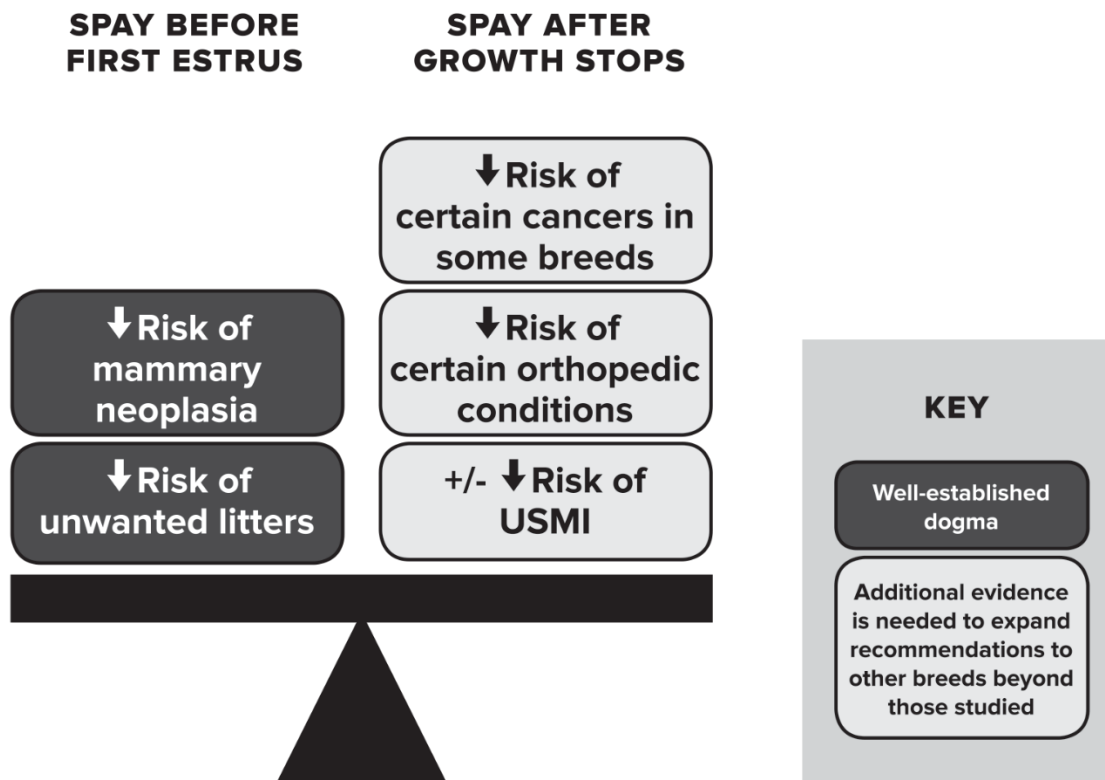 SPAY BEFORE
FIRST ESTRUS
SPAY AFTER
GROWTH STOPS
↓ Risk of
certain cancers in
some breeds
↓ Risk of
mammary
neoplasia
↓ Risk of
certain orthopedic
conditions
↓ Risk of
unwanted litters
+/- ↓ Risk of
USMI
KEY
Well-established
dogma
Additional evidence
is needed to expand
recommendations to
other breeds beyond
those studied